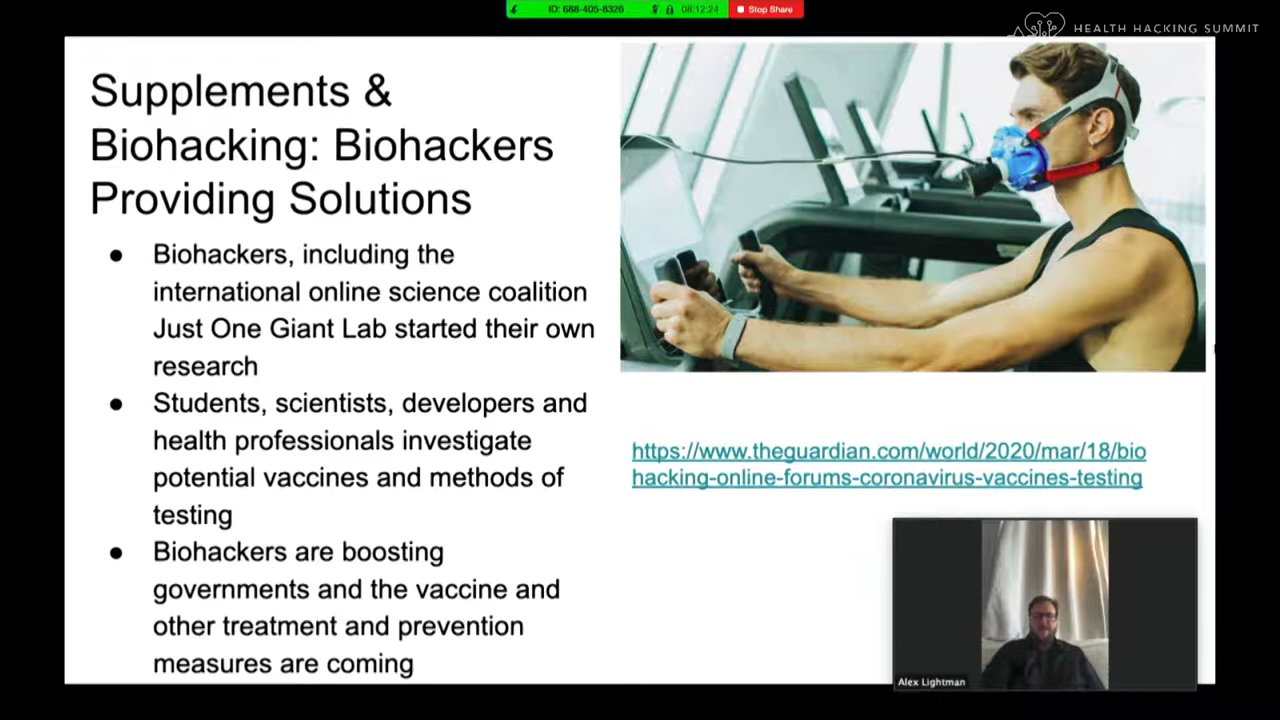 ID: 688-405-8326
08:12:24
Stop Share
HEALTH HACKING SUMMIT
Supplements &
Biohacking: Biohackers
Providing Solutions
● Biohackers, including the
international online science coalition
Just One Giant Lab started their own
research
● Students, scientists, developers and
health professionals investigate
potential vaccines and methods of
testing
● Biohackers are boosting
governments and the vaccine and
other treatment and prevention
measures are coming
https://www.theguardian.com/world/2020/mar/18/bio
hacking-online-forums-coronavirus-vaccines-testing
Alex Lightman